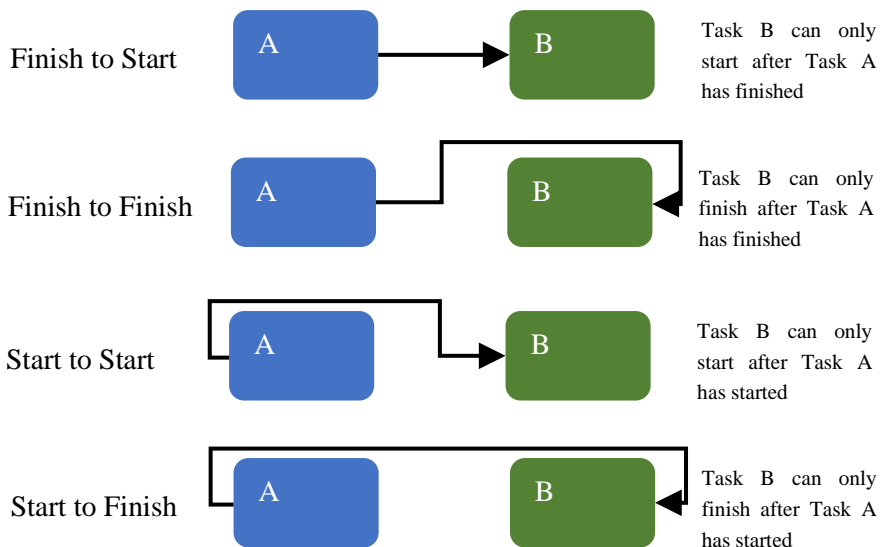 Finish to Start
A
B
Task B can only
start after Task A
has finished
Finish to Finish
A
B
Task B can only
finish after Task A
has finished
Start to Start
A
B
Task B can only
start after Task A
has started
Start to Finish
A
B
Task B can only
finish after Task A
has started